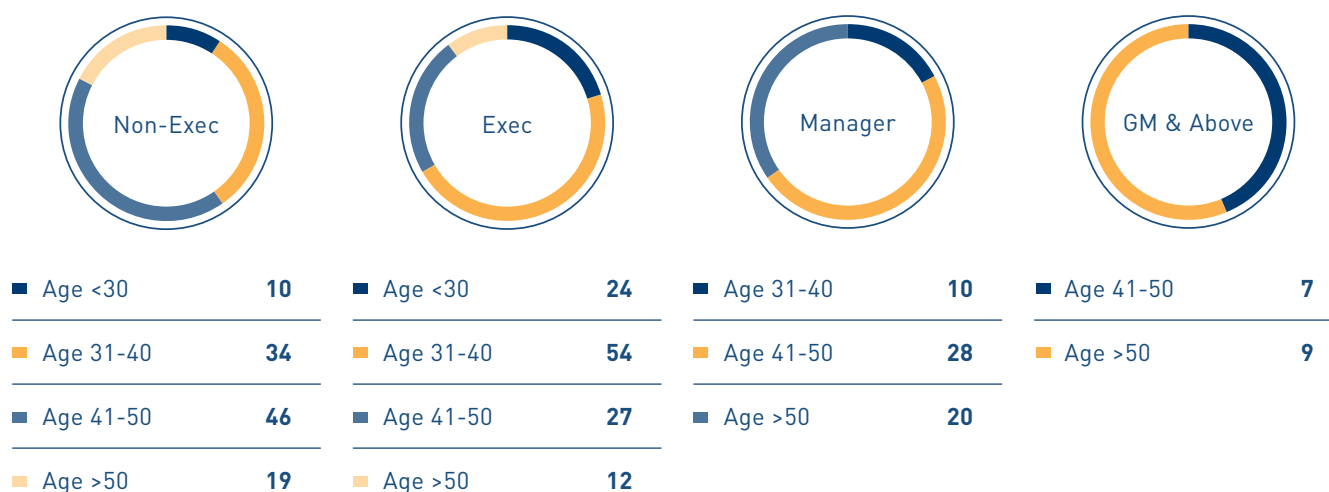 Non-Exec
Age <30 10
Age 31-40 34
Age 41-50 46
Age >50 19
Exec
Age <30 24
Age 31-40 54
Age 41-50 27
Age >50 12
Manager
Age 31-40 10
Age 41-50 28
Age >50 20
GM & Above
Age 41-50 7
Age >50 9